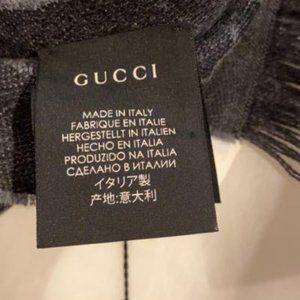 GUCCI
MADE IN ITALY
FABRIQUE EN ITALIE
HERGESTELLT IN ITALIEN
HECHO EN ITALIA
PRODUZIDO NA ITALIA
СДЕЛАНО В ИТАЛИИ
イタリア製
产地:意大利